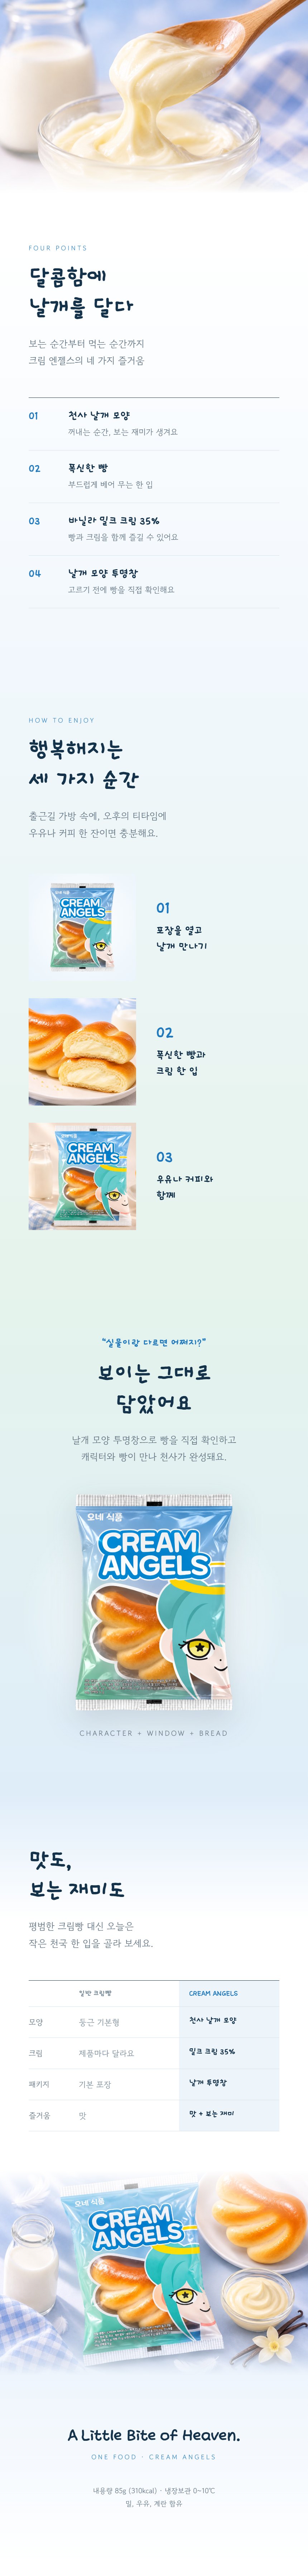 FOUR POINTS
달콤함에
날개를 달다
보는 순간부터 먹는 순간까지
크림 엔젤스의 네 가지 즐거움
01
천사 날개 모양
꺼내는 순간, 보는 재미가 생겨요
02
폭신한 빵
부드럽게 베어 무는 한 입
03
바닐라 밀크 크림 35%
빵과 크림을 함께 즐길 수 있어요
04
날개 모양 투명창
고르기 전에 빵을 직접 확인해요
HOW TO ENJOY
행복해지는
세 가지 순간
출근길 가방 속에, 오후의 티타임에
우유나 커피 한 잔이면 충분해요.
CREAM
ANGELS
01
포장을 열고
날개 만나기
02
폭신한 빵과
크림 한 입
CREAM
ANGELS
03
우유나 커피와
함께
"실물이랑 다르면 어쩌지?"
보이는 그대로
담았어요
날개 모양 투명창으로 빵을 직접 확인하고
캐릭터와 빵이 만나 천사가 완성돼요.
오네 식품
CREAM
ANGELS
CHARACTER + WINDOW + BREAD
맛도,
보는 재미도
평범한 크림빵 대신 오늘은
작은 천국 한 입을 골라 보세요.
일반 크림빵 CREAM ANGELS
모양 둥근 기본형 천사 날개 모양
크림 제품마다 달라요 밀크 크림 35%
패키지 기본 포장 날개 투명창
즐거움 맛 맛 + 보는 재미
오네 식품
CREAM
ANGELS
A Little Bite of Heaven.
ONE FOOD · CREAM ANGELS
내용량 85g (310kcal) · 냉장보관 0~10℃
밀, 우유, 계란 함유